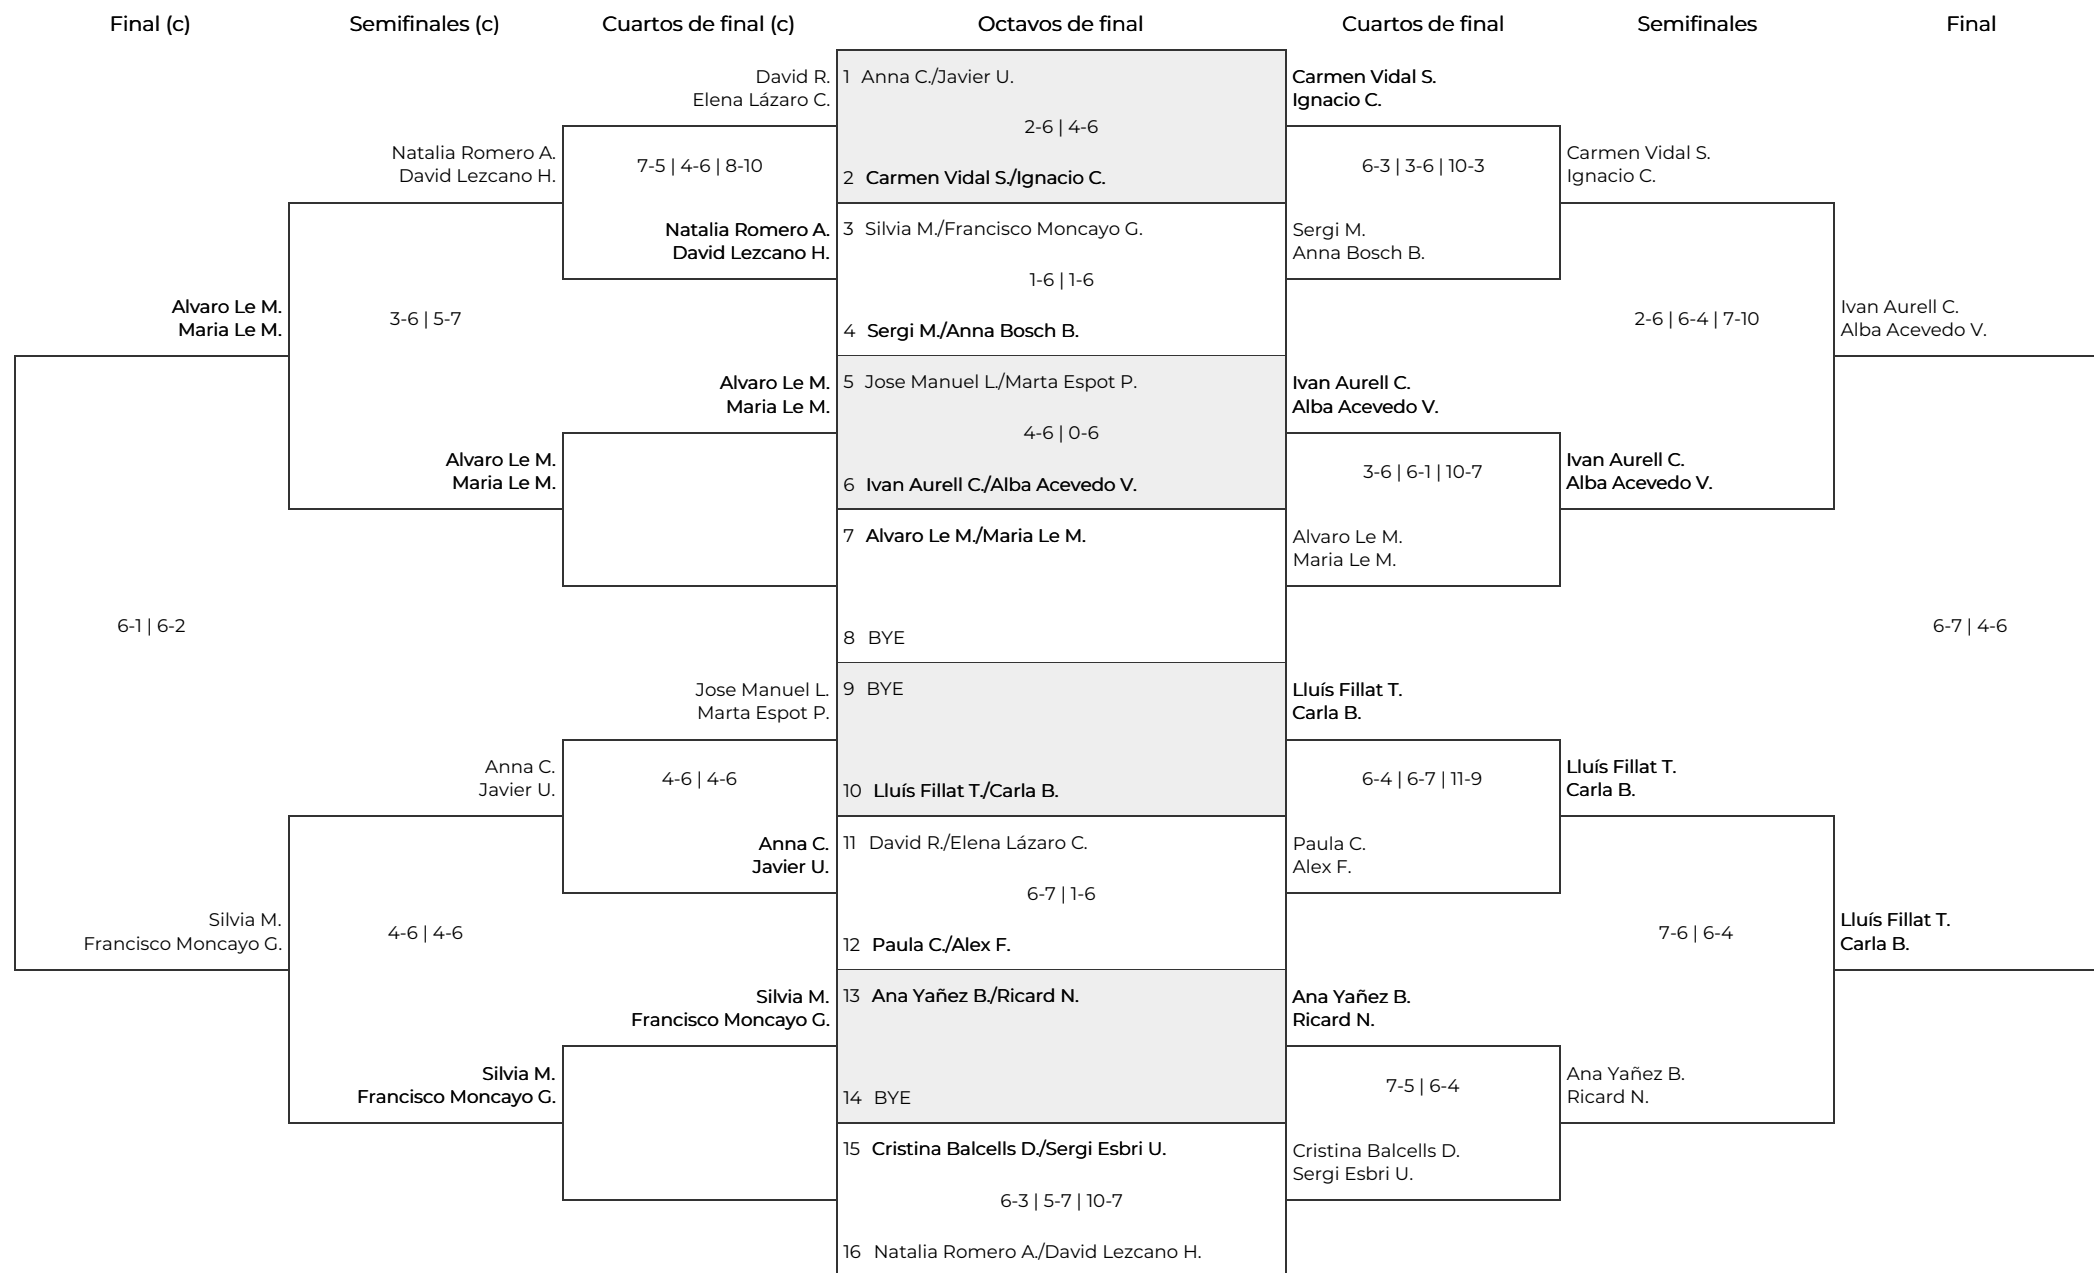 Final (c)
Semifinales (c)
Cuartos de final (c)
Octavos de final
Cuartos de final
Semifinales
Final
Alvaro Le M.
Maria Le M.
6-1 | 6-2
Silvia M.
Francisco Moncayo G.
Natalia Romero A.
David Lezcano H.
3-6 | 5-7
Alvaro Le M.
Maria Le M.
Anna C.
Javier U.
4-6 | 4-6
Silvia M.
Francisco Moncayo G.
David R.
Elena Lázaro C.
7-5 | 4-6 | 8-10
Natalia Romero A.
David Lezcano H.
Alvaro Le M.
Maria Le M.
Jose Manuel L.
Marta Espot P.
4-6 | 4-6
Anna C.
Javier U.
Silvia M.
Francisco Moncayo G.
1 Anna C./Javier U.
2-6 | 4-6
2 Carmen Vidal S./Ignacio C.
3 Silvia M./Francisco Moncayo G.
1-6 | 1-6
4 Sergi M./Anna Bosch B.
5 Jose Manuel L./Marta Espot P.
4-6 | 0-6
6 Ivan Aurell C./Alba Acevedo V.
7 Alvaro Le M./Maria Le M.
8 BYE
9 BYE
10 Lluís Fillat T./Carla B.
11 David R./Elena Lázaro C.
6-7 | 1-6
12 Paula C./Alex F.
13 Ana Yañez B./Ricard N.
14 BYE
15 Cristina Balcells D./Sergi Esbri U.
6-3 | 5-7 | 10-7
16 Natalia Romero A./David Lezcano H.
Carmen Vidal S.
Ignacio C.
6-3 | 3-6 | 10-3
Sergi M.
Anna Bosch B.
Ivan Aurell C.
Alba Acevedo V.
3-6 | 6-1 | 10-7
Alvaro Le M.
Maria Le M.
Lluís Fillat T.
Carla B.
6-4 | 6-7 | 11-9
Paula C.
Alex F.
Ana Yañez B.
Ricard N.
7-5 | 6-4
Cristina Balcells D.
Sergi Esbri U.
Carmen Vidal S.
Ignacio C.
2-6 | 6-4 | 7-10
Ivan Aurell C.
Alba Acevedo V.
Lluís Fillat T.
Carla B.
7-6 | 6-4
Ana Yañez B.
Ricard N.
Ivan Aurell C.
Alba Acevedo V.
6-7 | 4-6
Lluís Fillat T.
Carla B.